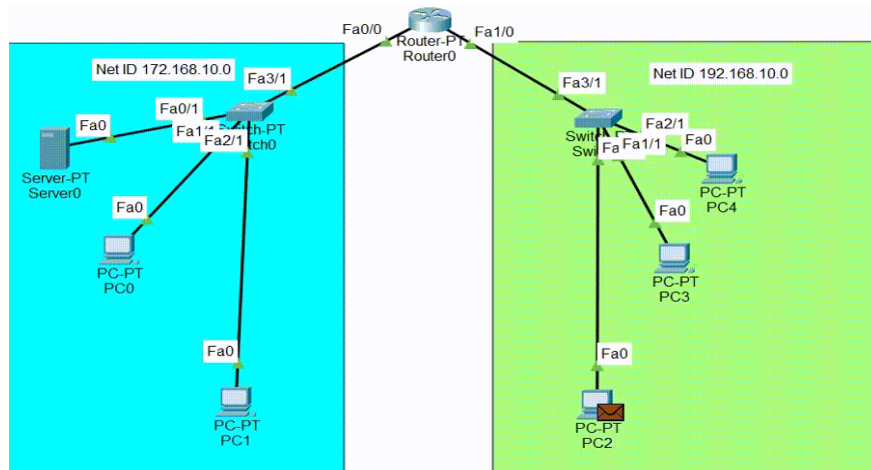 Fa0/0
Router-PT
Router0
Fa1/0
Net ID 172.168.10.0
Fa3/1
Fa0/1
Fa1/1
Fa2/1
Fa0
Server-PT
Server0
Fa0
PC-PT
PC0
Fa0
PC-PT
PC1
Net ID 192.168.10.0
Fa3/1
Fa2/1
Fa1/1
Fa0
PC-PT
PC4
Fa0
PC-PT
PC3
Fa0
PC-PT
PC2